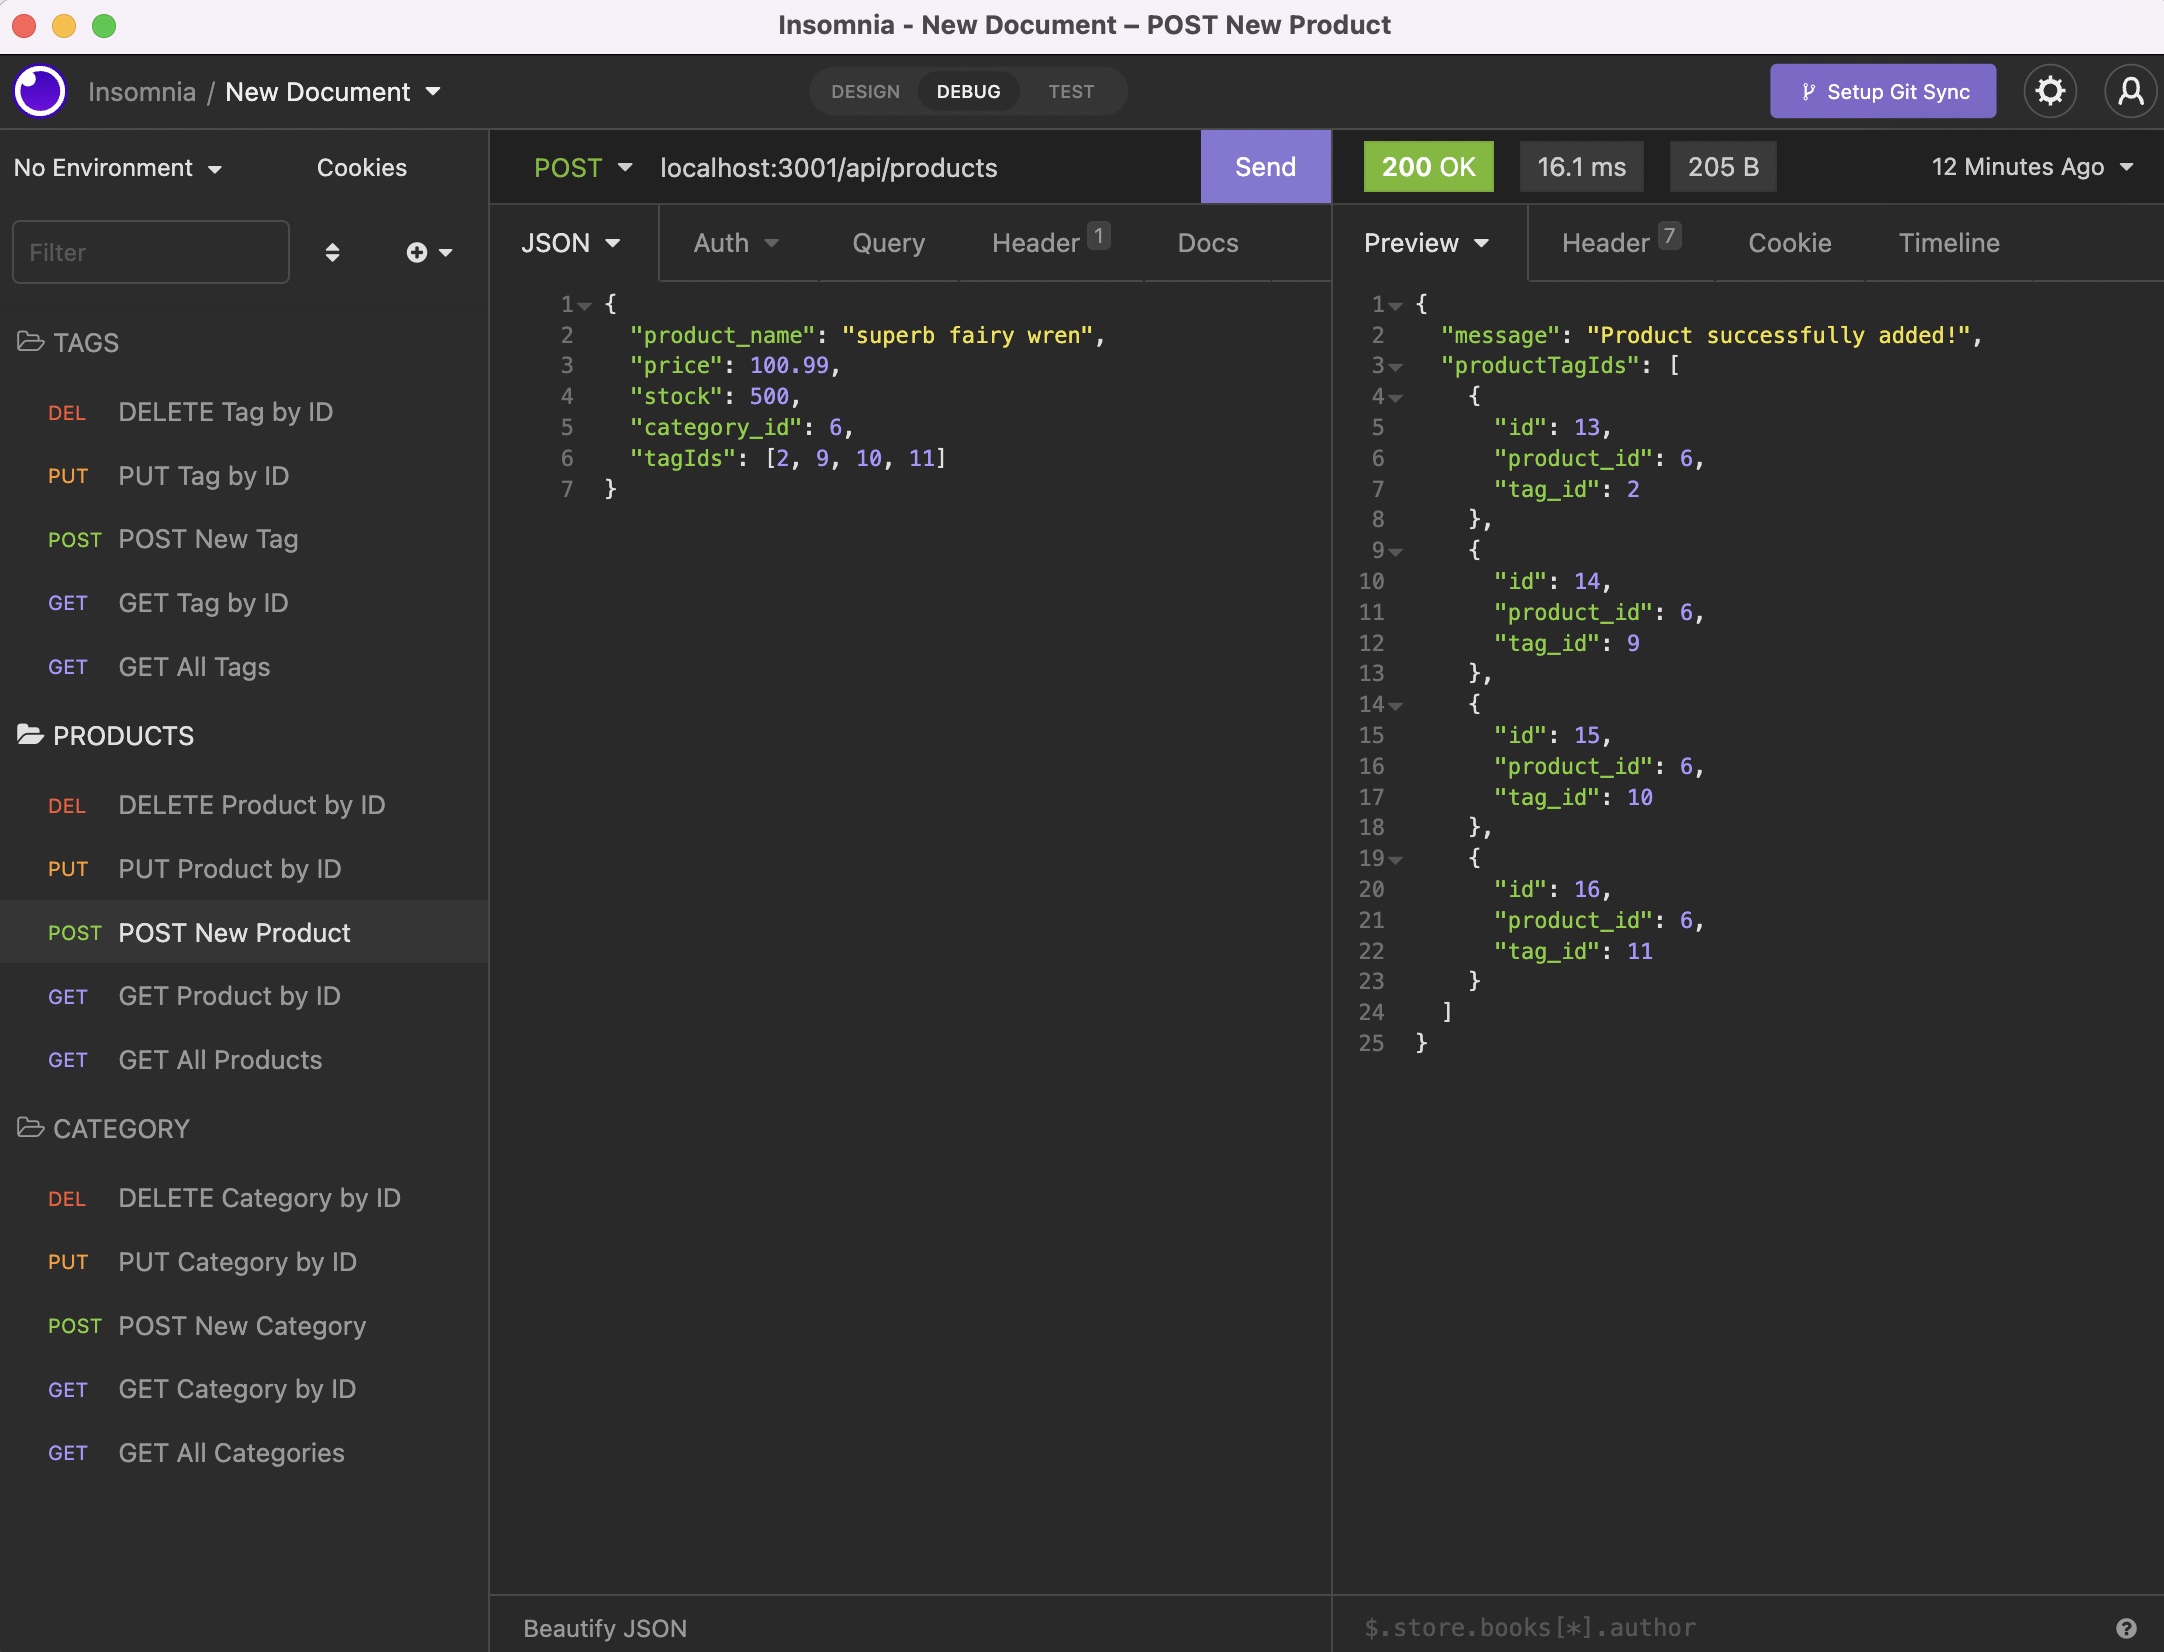 Insomnia - New Document – POST New Product
Insomnia / New Document
DESIGN DEBUG TEST
Setup Git Sync
No Environment Cookies
Filter
TAGS
DEL DELETE Tag by ID
PUT PUT Tag by ID
POST POST New Tag
GET GET Tag by ID
GET GET All Tags
PRODUCTS
DEL DELETE Product by ID
PUT PUT Product by ID
POST POST New Product
GET GET Product by ID
GET GET All Products
CATEGORY
DEL DELETE Category by ID
PUT PUT Category by ID
POST POST New Category
GET GET Category by ID
GET GET All Categories
POST localhost:3001/api/products Send
JSON Auth Query Header 1 Docs
1 {
2 "product_name": "superb fairy wren",
3 "price": 100.99,
4 "stock": 500,
5 "category_id": 6,
6 "tagIds": [2, 9, 10, 11]
7 }
Beautify JSON
200 OK 16.1 ms 205 B 12 Minutes Ago
Preview Header 7 Cookie Timeline
1 {
2 "message": "Product successfully added!",
3 "productTagIds": [
4 {
5 "id": 13,
6 "product_id": 6,
7 "tag_id": 2
8 },
9 {
10 "id": 14,
11 "product_id": 6,
12 "tag_id": 9
13 },
14 {
15 "id": 15,
16 "product_id": 6,
17 "tag_id": 10
18 },
19 {
20 "id": 16,
21 "product_id": 6,
22 "tag_id": 11
23 }
24 ]
25 }
$.store.books[*].author ?